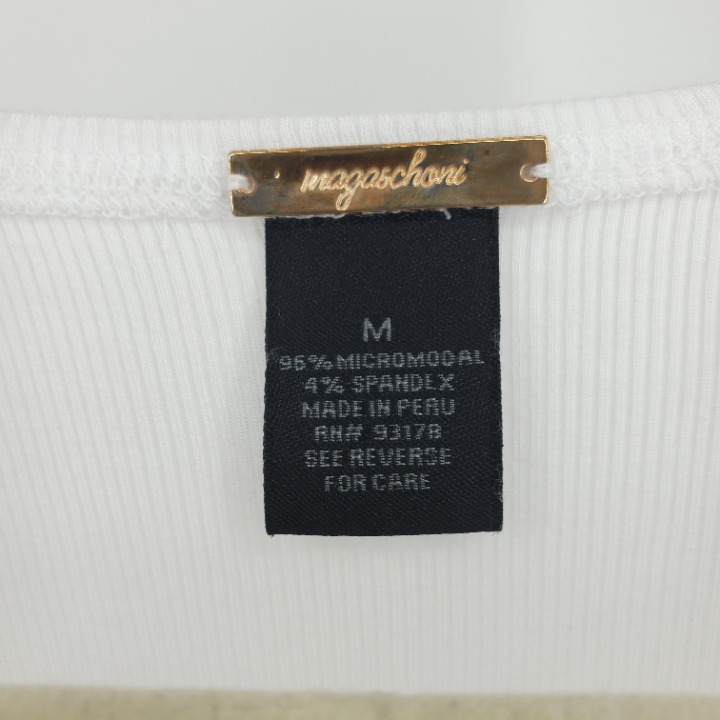 magaschoni
M
96% MICROMODAL
4% SPANDEX
MADE IN PERU
RN# 93178
SEE REVERSE
FOR CARE